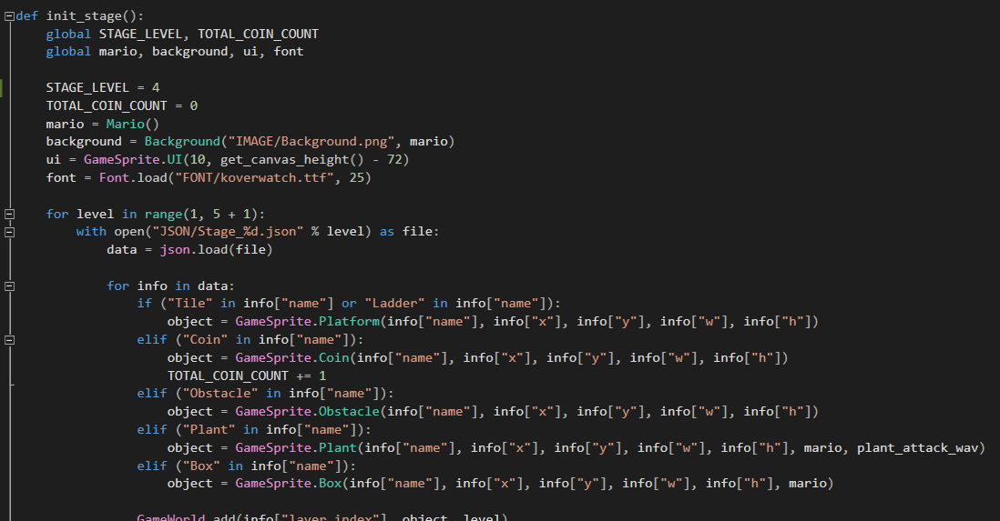 def init_stage():
    global STAGE_LEVEL, TOTAL_COIN_COUNT
    global mario, background, ui, font

    STAGE_LEVEL = 4
    TOTAL_COIN_COUNT = 0
    mario = Mario()
    background = Background("IMAGE/Background.png", mario)
    ui = GameSprite.UI(10, get_canvas_height() - 72)
    font = Font.load("FONT/koverwatch.ttf", 25)

    for level in range(1, 5 + 1):
        with open("JSON/Stage_%d.json" % level) as file:
            data = json.load(file)

            for info in data:
                if ("Tile" in info["name"] or "Ladder" in info["name"]):
                    object = GameSprite.Platform(info["name"], info["x"], info["y"], info["w"], info["h"])
                elif ("Coin" in info["name"]):
                    object = GameSprite.Coin(info["name"], info["x"], info["y"], info["w"], info["h"])
                    TOTAL_COIN_COUNT += 1
                elif ("Obstacle" in info["name"]):
                    object = GameSprite.Obstacle(info["name"], info["x"], info["y"], info["w"], info["h"])
                elif ("Plant" in info["name"]):
                    object = GameSprite.Plant(info["name"], info["x"], info["y"], info["w"], info["h"], mario, plant_attack_wav)
                elif ("Box" in info["name"]):
                    object = GameSprite.Box(info["name"], info["x"], info["y"], info["w"], info["h"], mario)

                GameWorld.add(info["layer_index"], object, level)